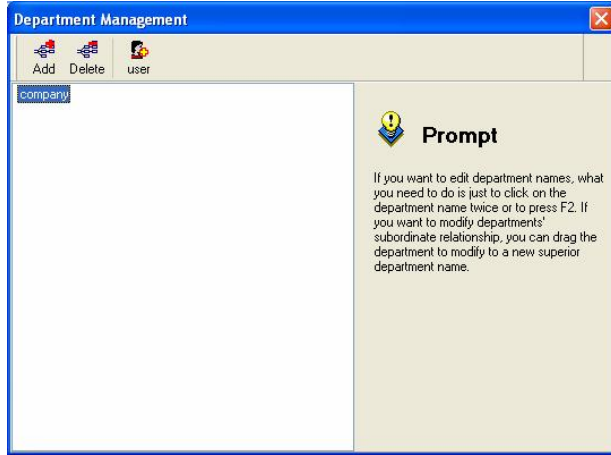 Department Management
Add Delete user
company
Prompt
If you want to edit department names, what
you need to do is just to click on the
department name twice or to press F2. If
you want to modify departments'
subordinate relationship, you can drag the
department to modify to a new superior
department name.